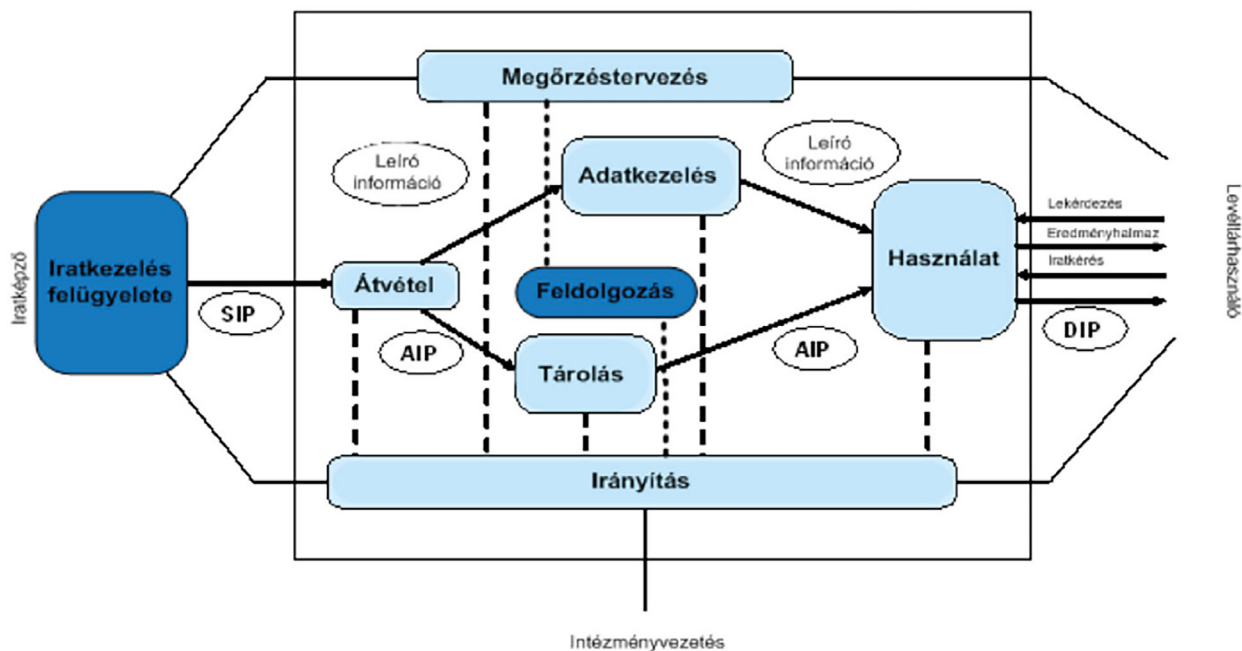 Megőrzéstervezés
Leíró
információ
Adatkezelés
Leíró
információ
Iratképző
Iratkezelés
felügyelete
SIP
Átvétel
AIP
Feldolgozás
Tárolás
AIP
Használat
Lekérdezés
Eredményhalmaz
Iratkérés
DIP
Levéltárhasználó
Irányítás
Intézményvezetés